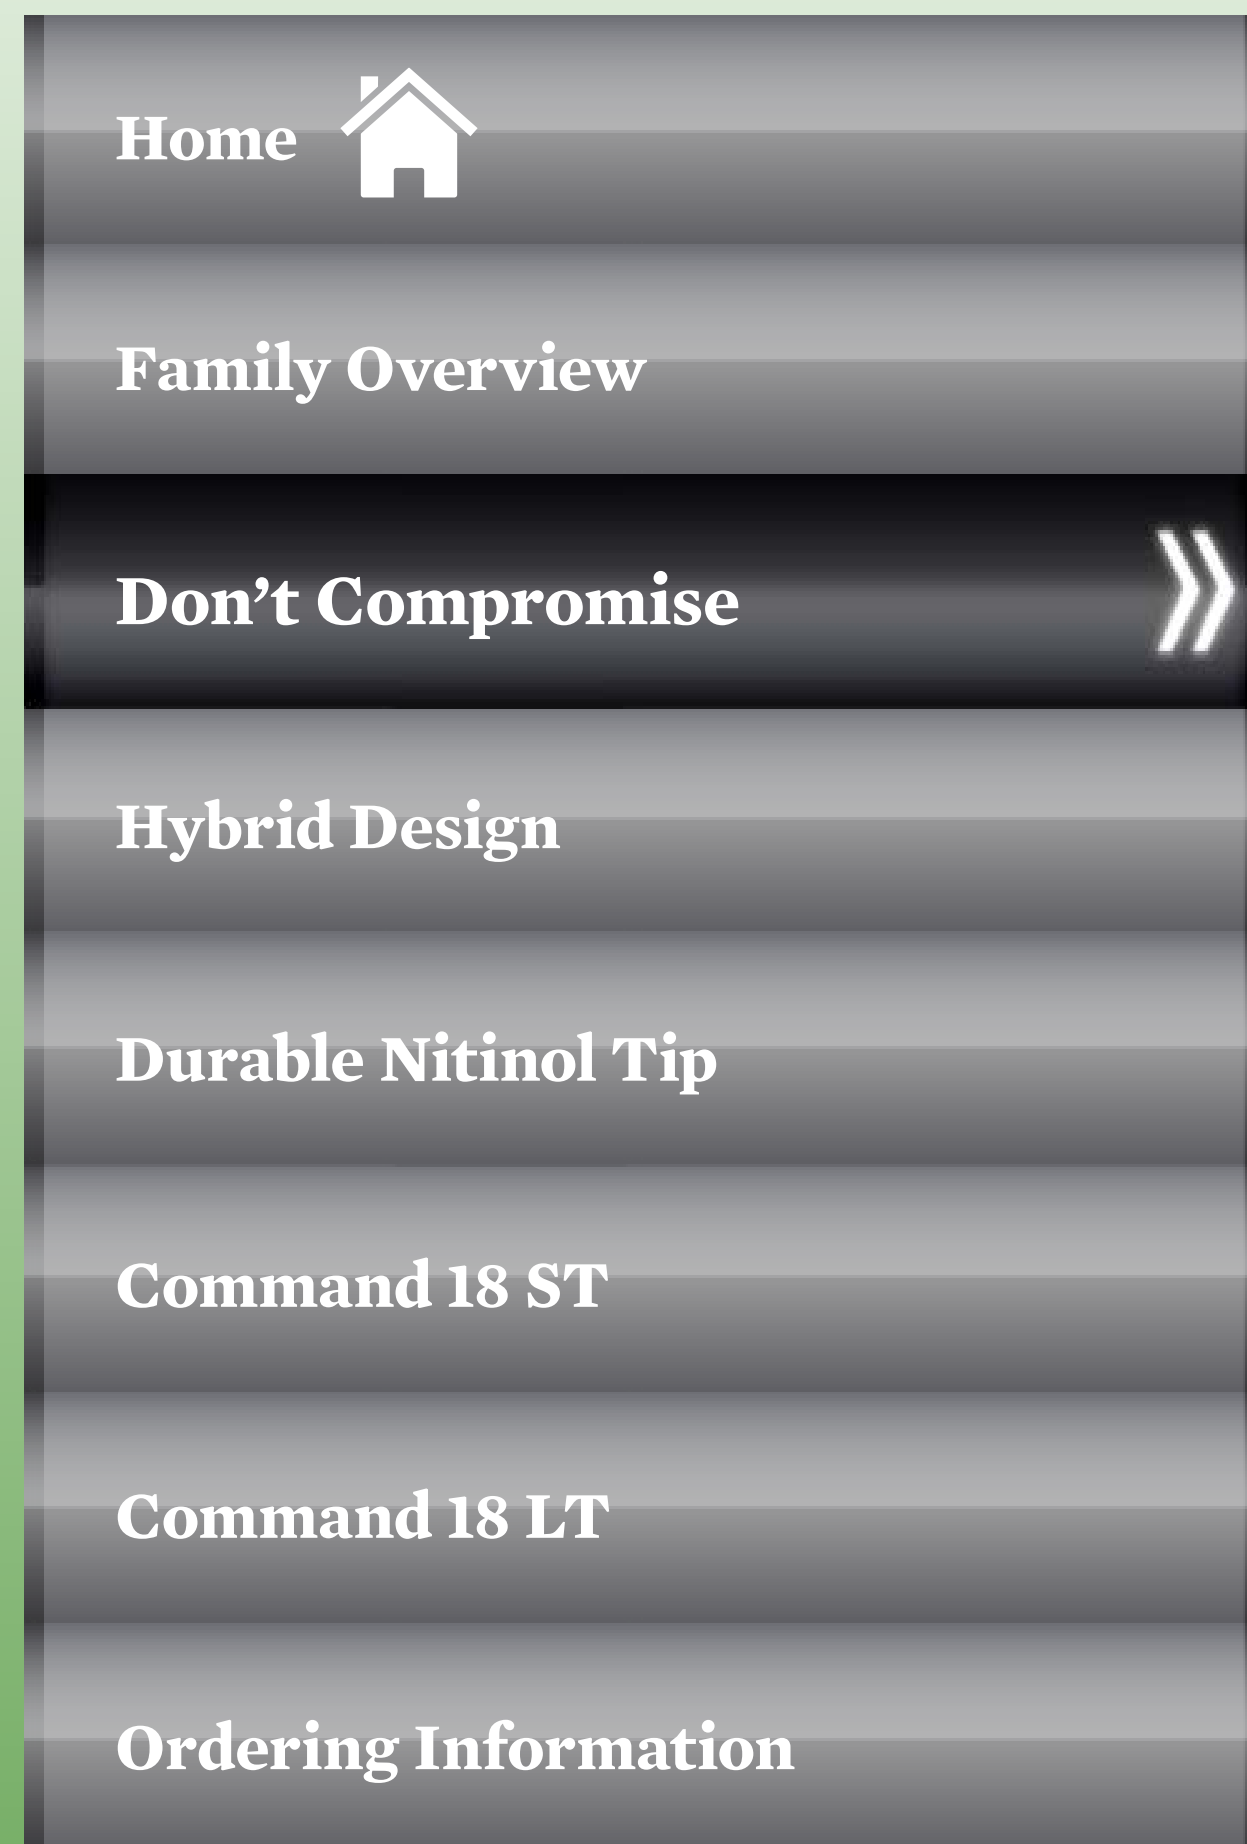 Home
Family Overview
Don’t Compromise
Hybrid Design
Durable Nitinol Tip
Command 18 ST
Command 18 LT
Ordering Information